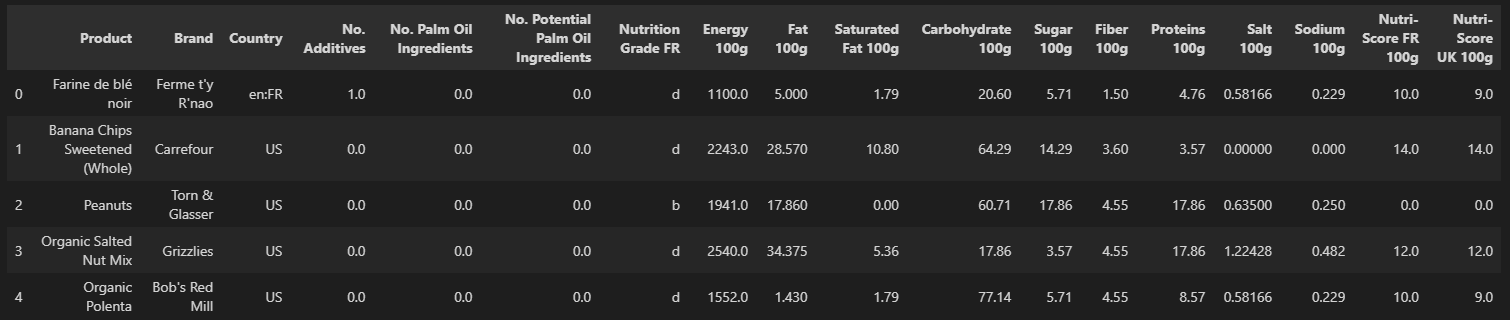 Product Brand Country No. Additives No. Palm Oil Ingredients No. Potential Palm Oil Ingredients Nutrition Grade FR Energy 100g Fat 100g Saturated Fat 100g Carbohydrate 100g Sugar 100g Fiber 100g Proteins 100g Salt 100g Sodium 100g Nutri-Score FR 100g Nutri-Score UK 100g
0 Farine de blé noir Ferme t'y R'nao en:FR 1.0 0.0 0.0 d 1100.0 5.000 1.79 20.60 5.71 1.50 4.76 0.58166 0.229 10.0 9.0
1 Banana Chips Sweetened (Whole) Carrefour US 0.0 0.0 0.0 d 2243.0 28.570 10.80 64.29 14.29 3.60 3.57 0.00000 0.000 14.0 14.0
2 Peanuts Torn & Glasser US 0.0 0.0 0.0 b 1941.0 17.860 0.00 60.71 17.86 4.55 17.86 0.63500 0.250 0.0 0.0
3 Organic Salted Nut Mix Grizzlies US 0.0 0.0 0.0 d 2540.0 34.375 5.36 17.86 3.57 4.55 17.86 1.22428 0.482 12.0 12.0
4 Organic Polenta Bob's Red Mill US 0.0 0.0 0.0 d 1552.0 1.430 1.79 77.14 5.71 4.55 8.57 0.58166 0.229 10.0 9.0